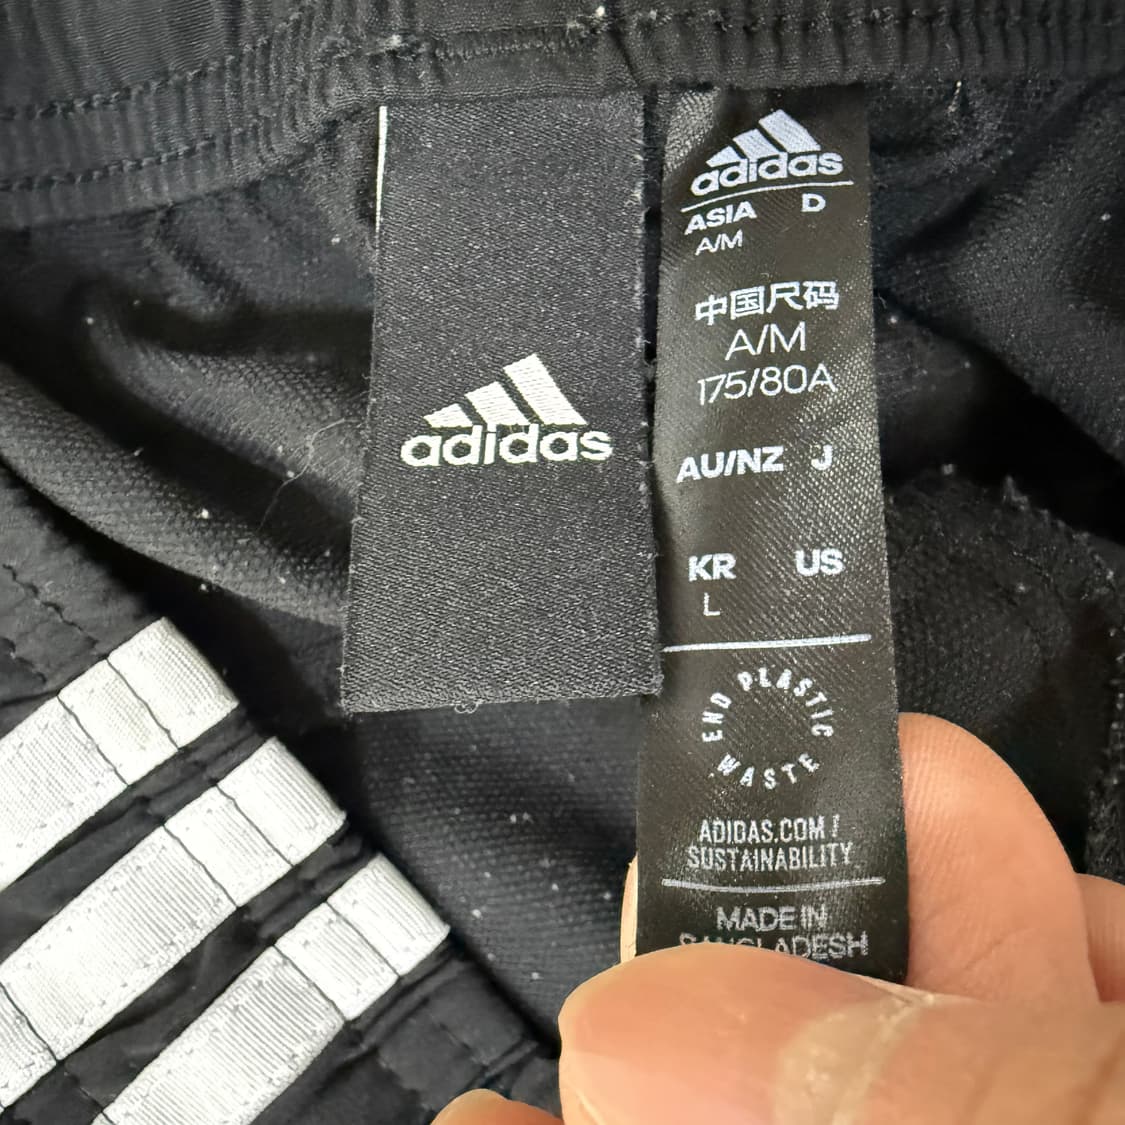 adidas
adidas
ASIA D
A/M
中国尺码
A/M
175/80A
AU/NZ J
KR US
L
END PLASTIC WASTE
ADIDAS.COM/
SUSTAINABILITY
MADE IN
BANGLADESH